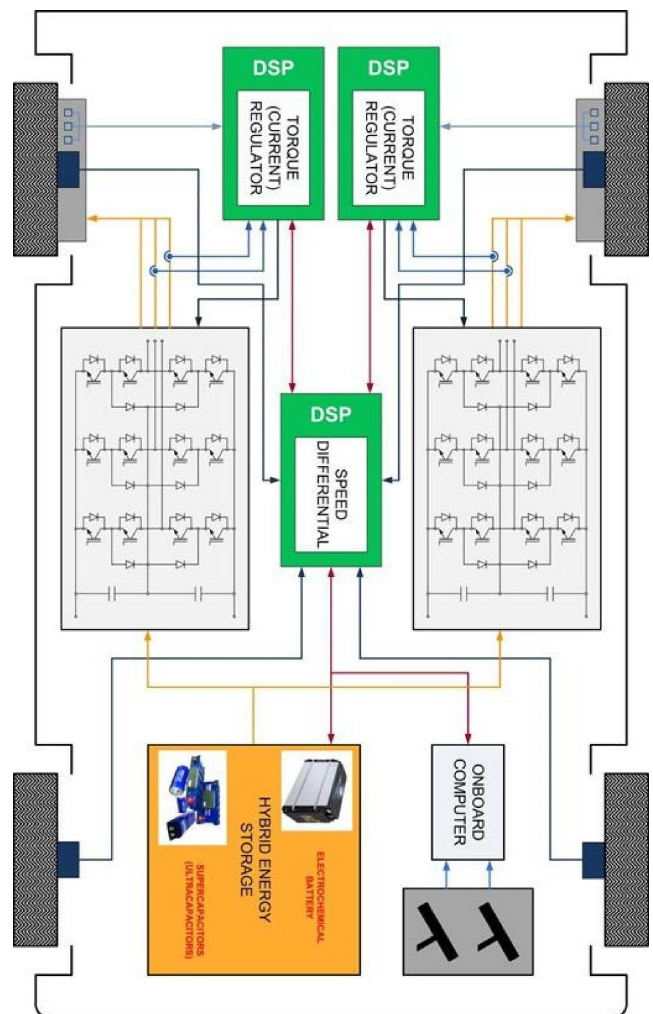 DSP
TORQUE
(CURRENT)
REGULATOR
DSP
TORQUE
(CURRENT)
REGULATOR
DSP
SPEED
DIFFERENTIAL
HYBRID ENERGY
STORAGE
SUPERCAPACITORS
(ULTRACAPACITORS)
ELECTROCHEMICAL
BATTERY
ONBOARD
COMPUTER